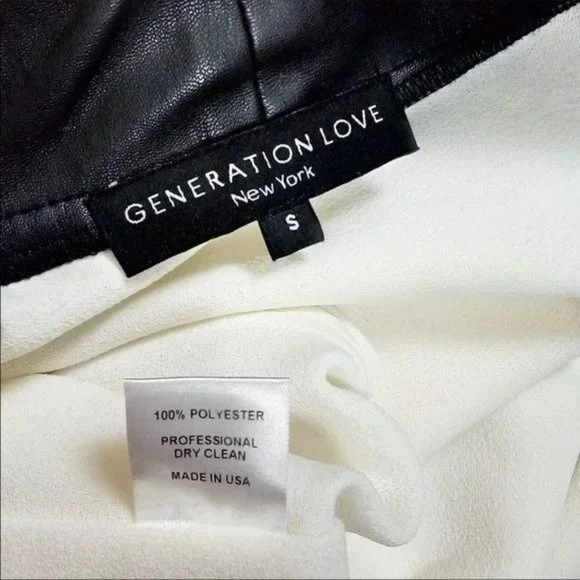 GENERATION LOVE
New York
S
100% POLYESTER
PROFESSIONAL
DRY CLEAN
MADE IN USA